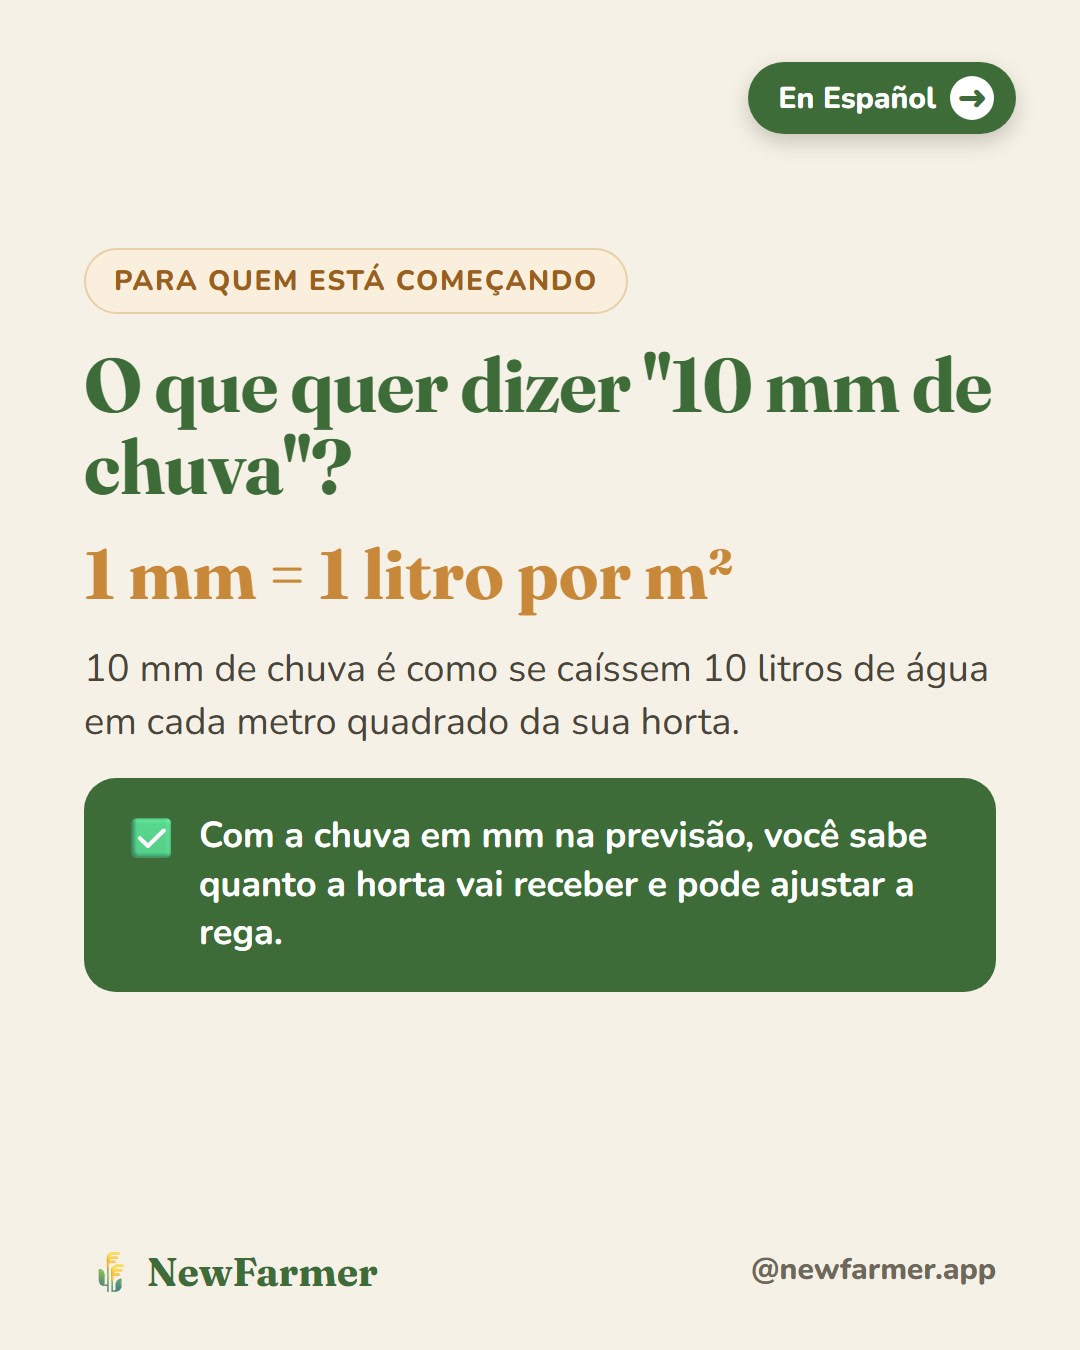 En Español
PARA QUEM ESTÁ COMEÇANDO
O que quer dizer "10 mm de
chuva"?
1 mm = 1 litro por m²
10 mm de chuva é como se caíssem 10 litros de água
em cada metro quadrado da sua horta.
Com a chuva em mm na previsão, você sabe
quanto a horta vai receber e pode ajustar a
rega.
NewFarmer
@newfarmer.app